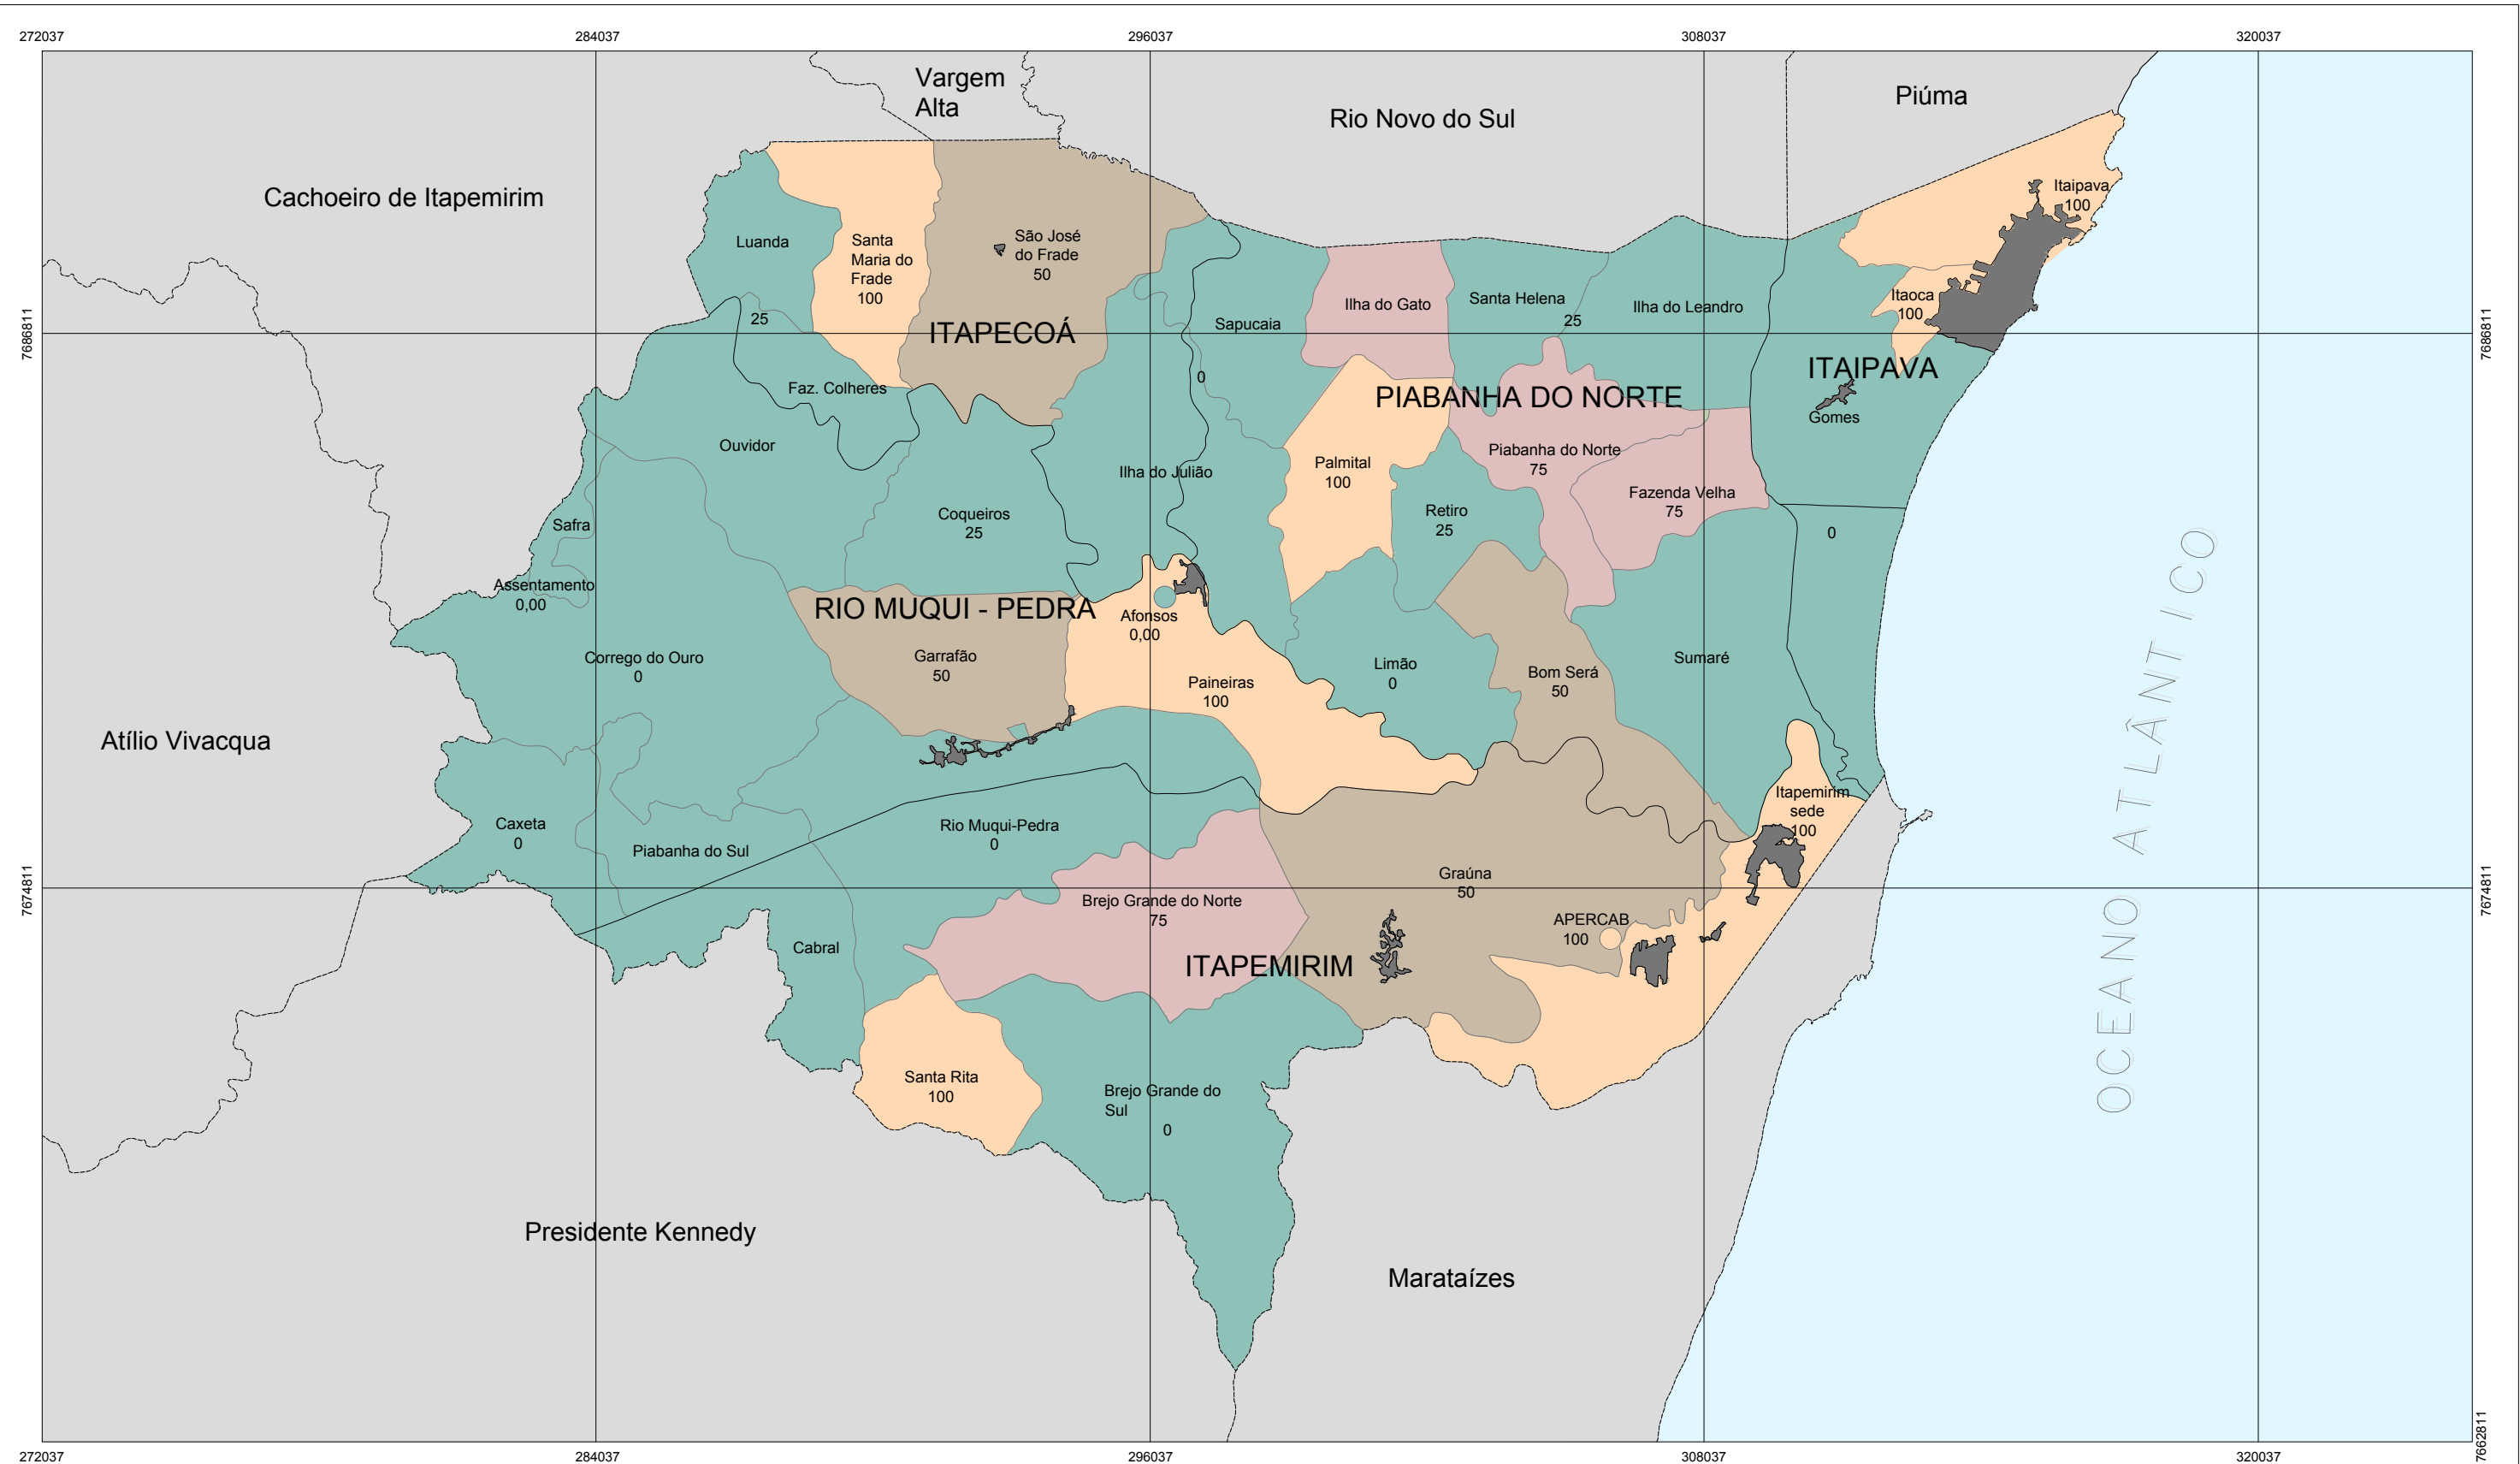 272037
284037
296037
308037
320037
Vargem
Alta
Rio Novo do Sul
Piúma
Cachoeiro de Itapemirim
Itaipava
100
Luanda
Santa
Maria do
Frade
100
São José
do Frade
50
Ilha do Gato
Santa Helena
25
Ilha do Leandro
Itaoca
100
25
Sapucaia
7686811
7686811
ITAPECOÁ
ITAIPAVA
0
Faz. Colheres
PIABANHA DO NORTE
Gomes
Ouvidor
Ilha do Julião
Palmital
100
Piabanha do Norte
75
Fazenda Velha
75
Coqueiros
25
Retiro
25
Safra
0
Assentamento
0,00
RIO MUQUI - PEDRA
Afonsos
0,00
Corrego do Ouro
0
Garrafão
50
Paineiras
100
Limão
0
Bom Será
50
Sumaré
OCEANO ATLÂNTICO
Atílio Vivacqua
Itapemirim
sede
100
Caxeta
0
Piabanha do Sul
Rio Muqui-Pedra
0
Graúna
50
7674811
7674811
Brejo Grande do Norte
75
APERCAB
100
Cabral
ITAPEMIRIM
Santa Rita
100
Brejo Grande do
Sul
0
Presidente Kennedy
Marataízes
7662811
272037
284037
296037
308037
320037